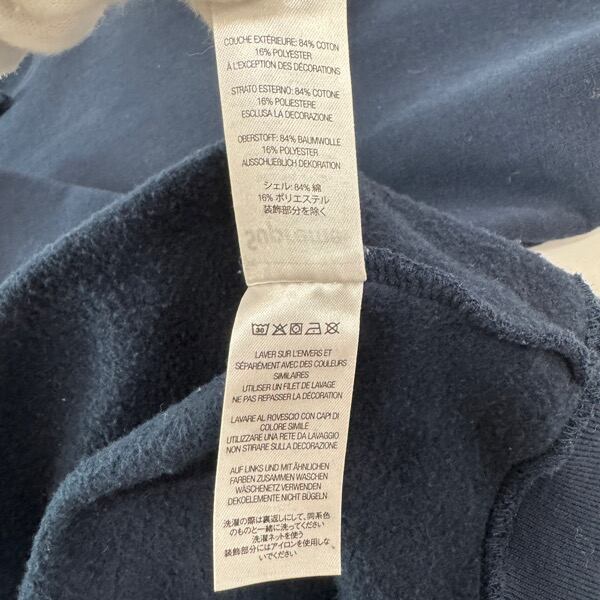 COUCHE EXTÉRIEURE: 84% COTON
16% POLYESTER
À L'EXCEPTION DES DÉCORATIONS
STRATO ESTERNO: 84% COTONE
16% POLIESTERE
ESCLUSA LA DECORAZIONE
OBERSTOFF: 84% BAUMWOLLE
16% POLYESTER
AUSSCHLIEẞLICH DEKORATION
シェル: 84% 綿
16% ポリエステル
装飾部分を除く
Supreme
30
LAVER SUR L'ENVERS ET
SÉPARÉMENT AVEC DES COULEURS
SIMILAIRES
UTILISER UN FILET DE LAVAGE
NE PAS REPASSER LA DÉCORATION
LAVARE AL ROVESCIO CON CAPI DI
COLORE SIMILE
UTILIZZARE UNA RETE DA LAVAGGIO
NON STIRARE SULLA DECORAZIONE
AUF LINKS UND MIT ÄHNLICHEN
FARBEN ZUSAMMEN WASCHEN
WÄSCHENETZ VERWENDEN
DEKOELEMENTE NICHT BÜGELN
洗濯の際は裏返しにして、同系色
のものと一緒に洗ってください
洗濯ネットを使う
装飾部分にはアイロンを使用しな
いでください